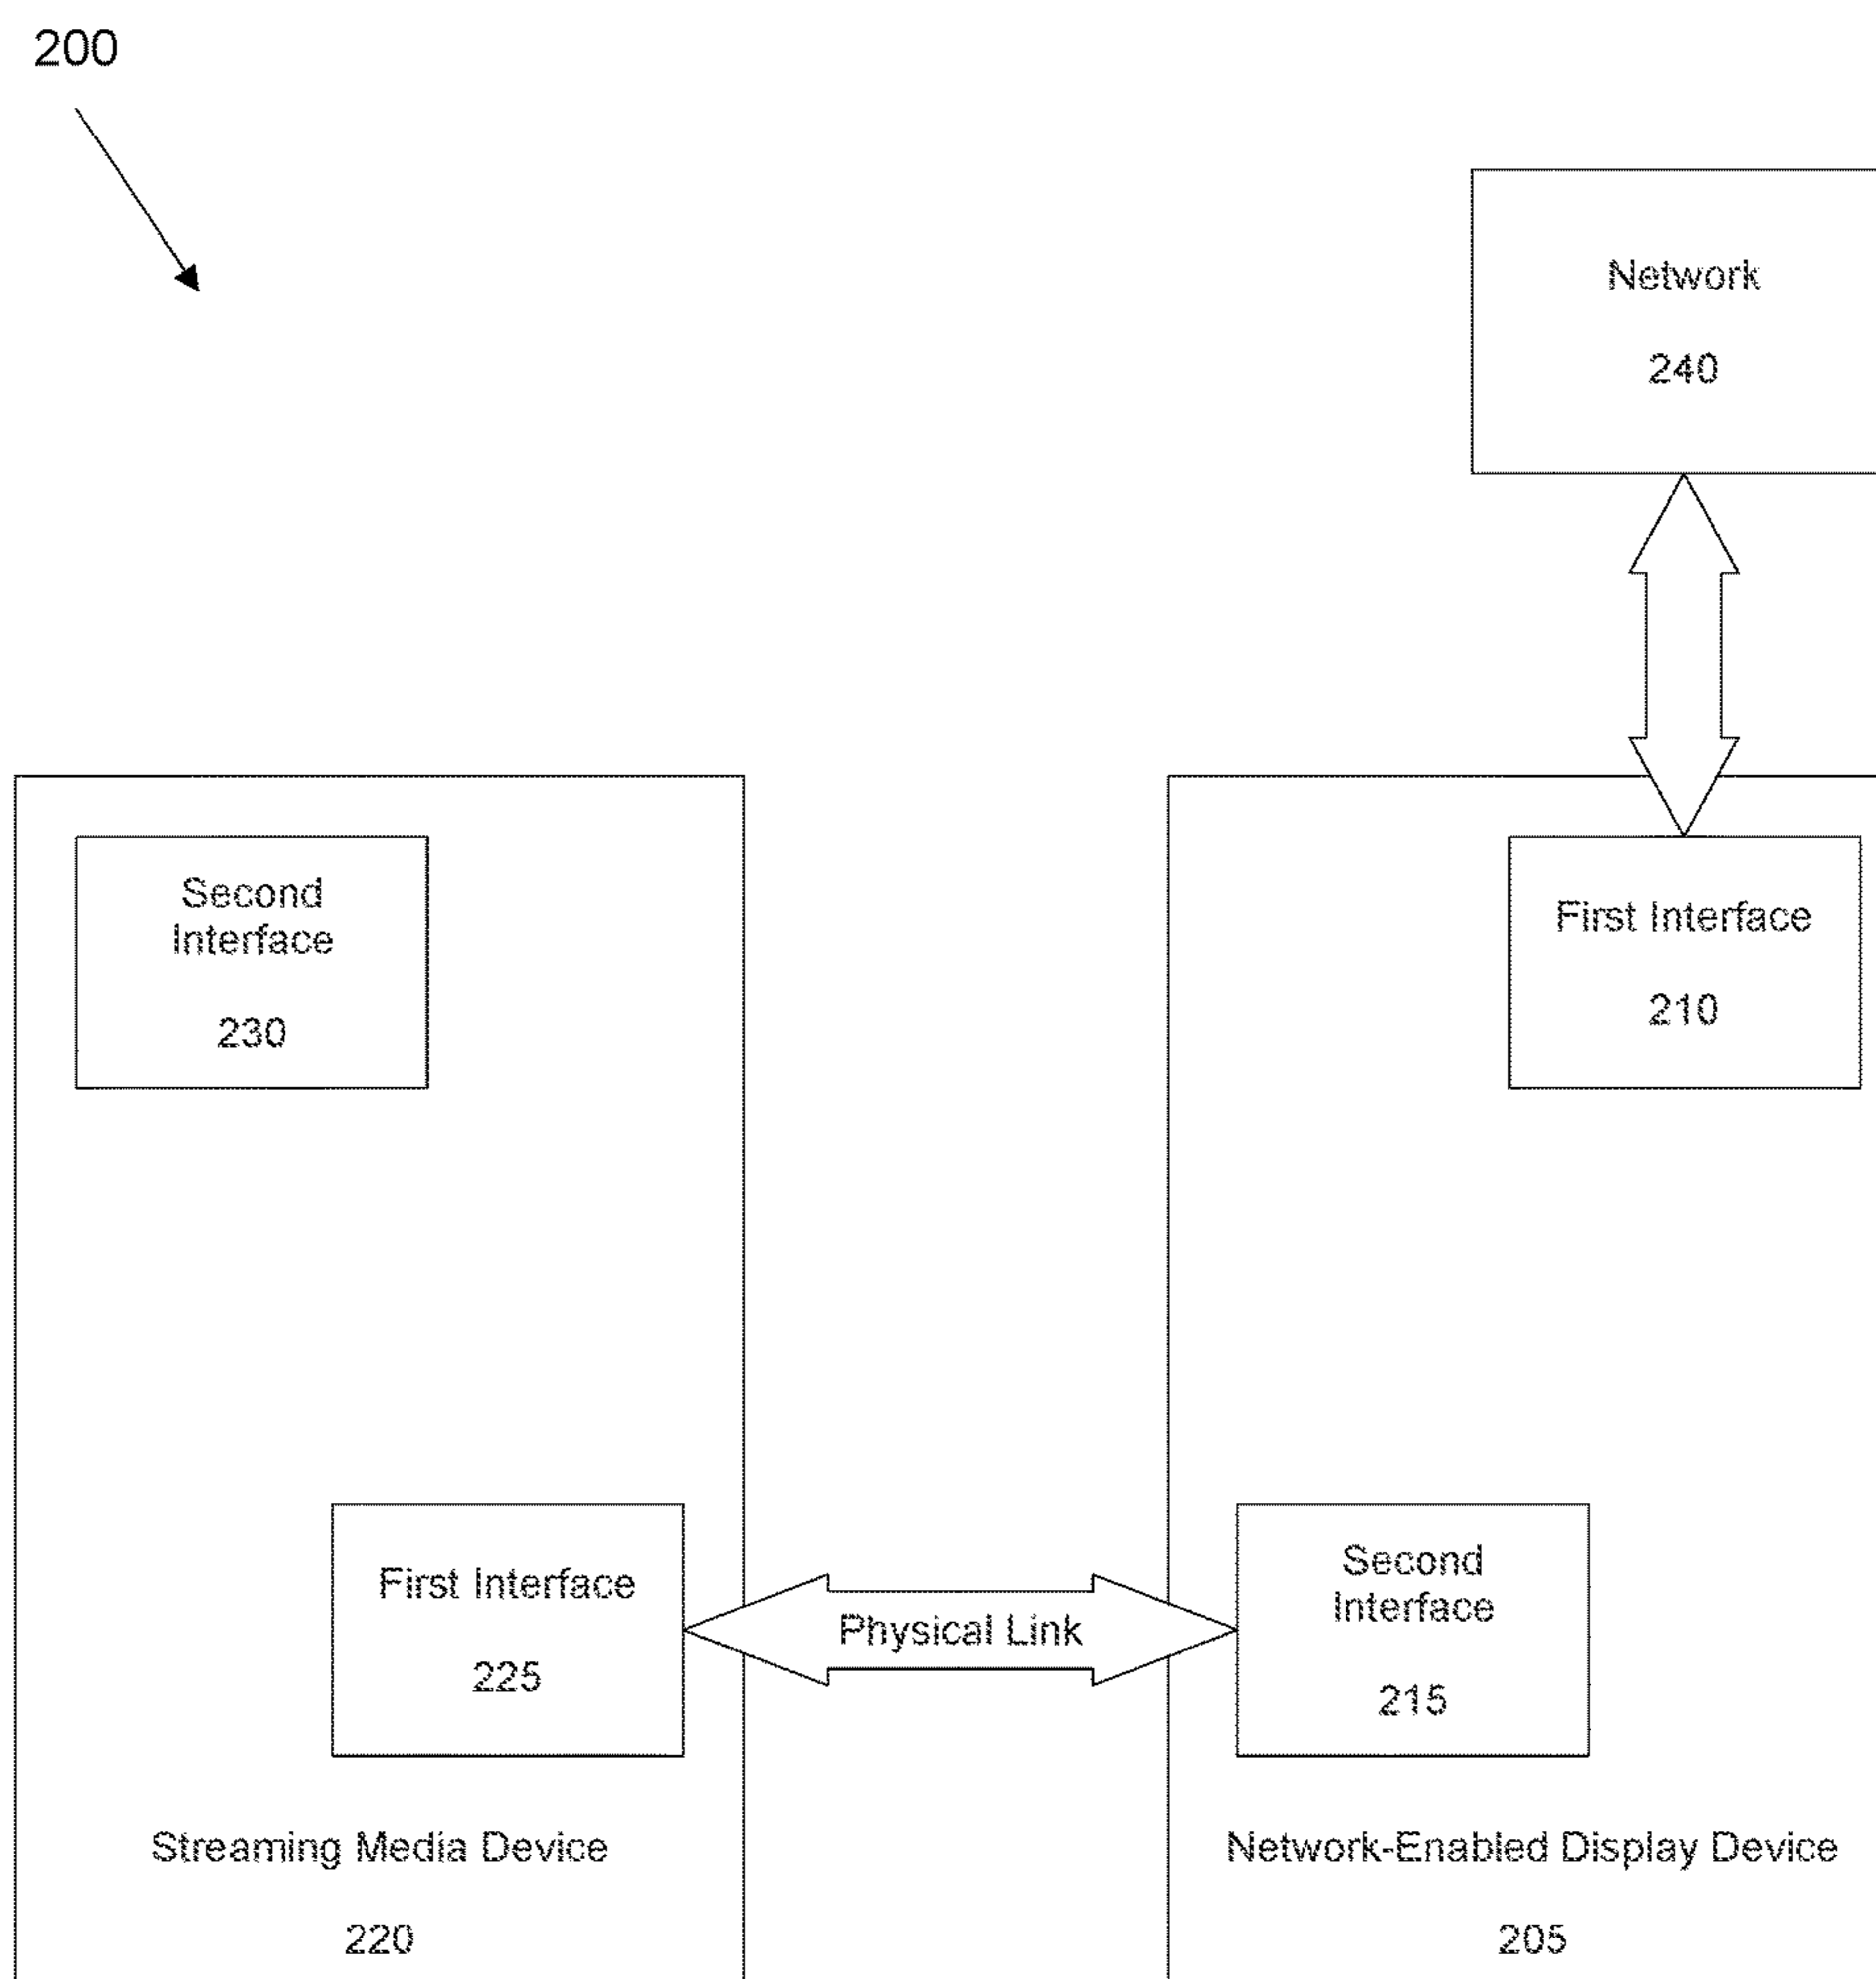 200
Network
240
Second
Interface
230
First Interface
210
First Interface
225
Physical Link
Second
Interface
215
Streaming Media Device
220
Network-Enabled Display Device
205